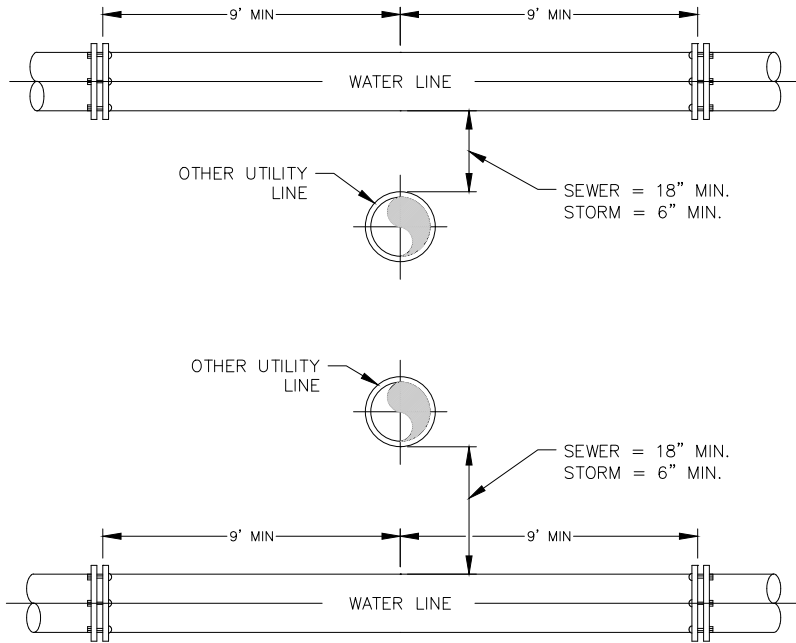 9' MIN
9' MIN
WATER LINE
OTHER UTILITY
LINE
SEWER = 18" MIN.
STORM = 6" MIN.
OTHER UTILITY
LINE
SEWER = 18" MIN.
STORM = 6" MIN.
9' MIN
9' MIN
WATER LINE